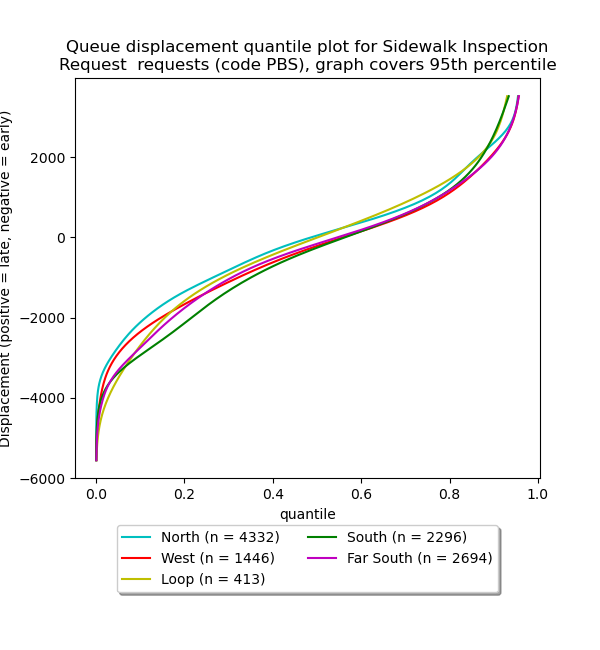 Queue displacement quantile plot for Sidewalk Inspection
Request  requests (code PBS), graph covers 95th percentile
Displacement (positive = late, negative = early)
2000
0
−2000
−4000
−6000
0.0 0.2 0.4 0.6 0.8 1.0
quantile
North (n = 4332) South (n = 2296)
West (n = 1446) Far South (n = 2694)
Loop (n = 413)